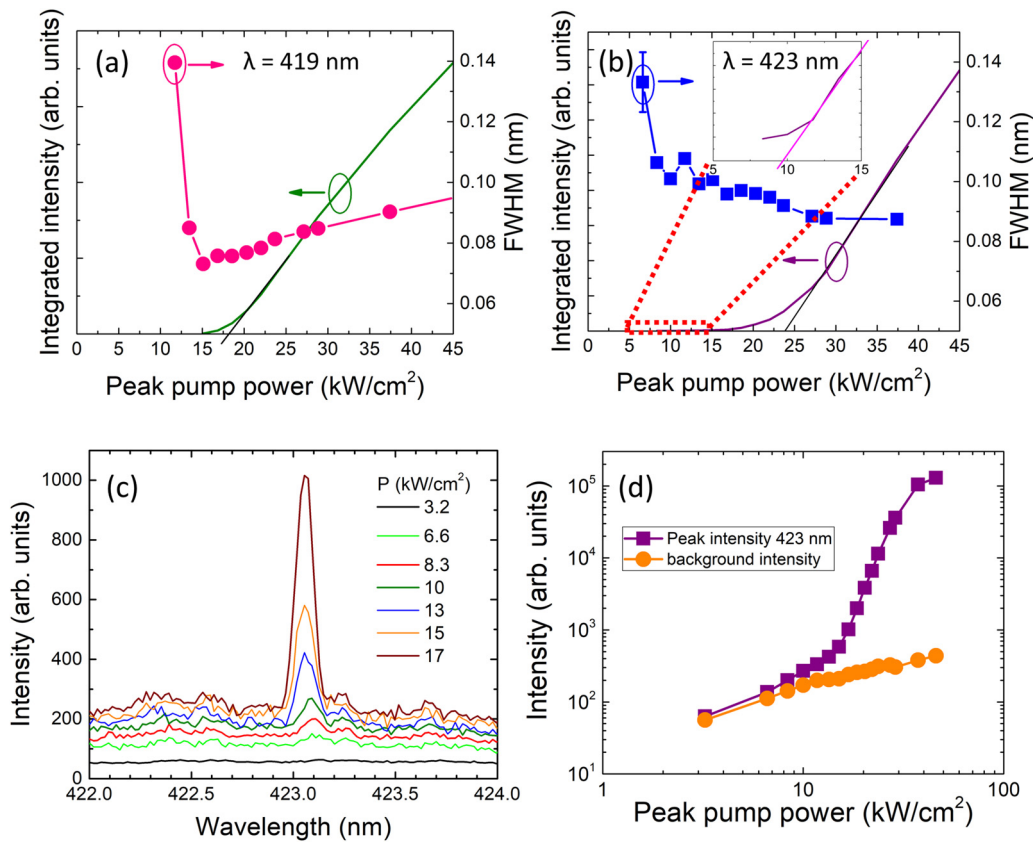 (a)
λ = 419 nm
Integrated intensity (arb. units)
0.14
0.12
0.10
0.08
0.06
FWHM (nm)
0 5 10 15 20 25 30 35 40 45
Peak pump power (kW/cm²)
(b)
λ = 423 nm
5 10 15
Integrated intensity (arb. units)
0.14
0.12
0.10
0.08
0.06
FWHM (nm)
0 5 10 15 20 25 30 35 40 45
Peak pump power (kW/cm²)
(c)
P (kW/cm²)
3.2
6.6
8.3
10
13
15
17
Intensity (arb. units)
1000
800
600
400
200
0
422.0 422.5 423.0 423.5 424.0
Wavelength (nm)
(d)
Peak intensity 423 nm
background intensity
Intensity (arb. units)
10⁵
10⁴
10³
10²
10¹
1 10 100
Peak pump power (kW/cm²)